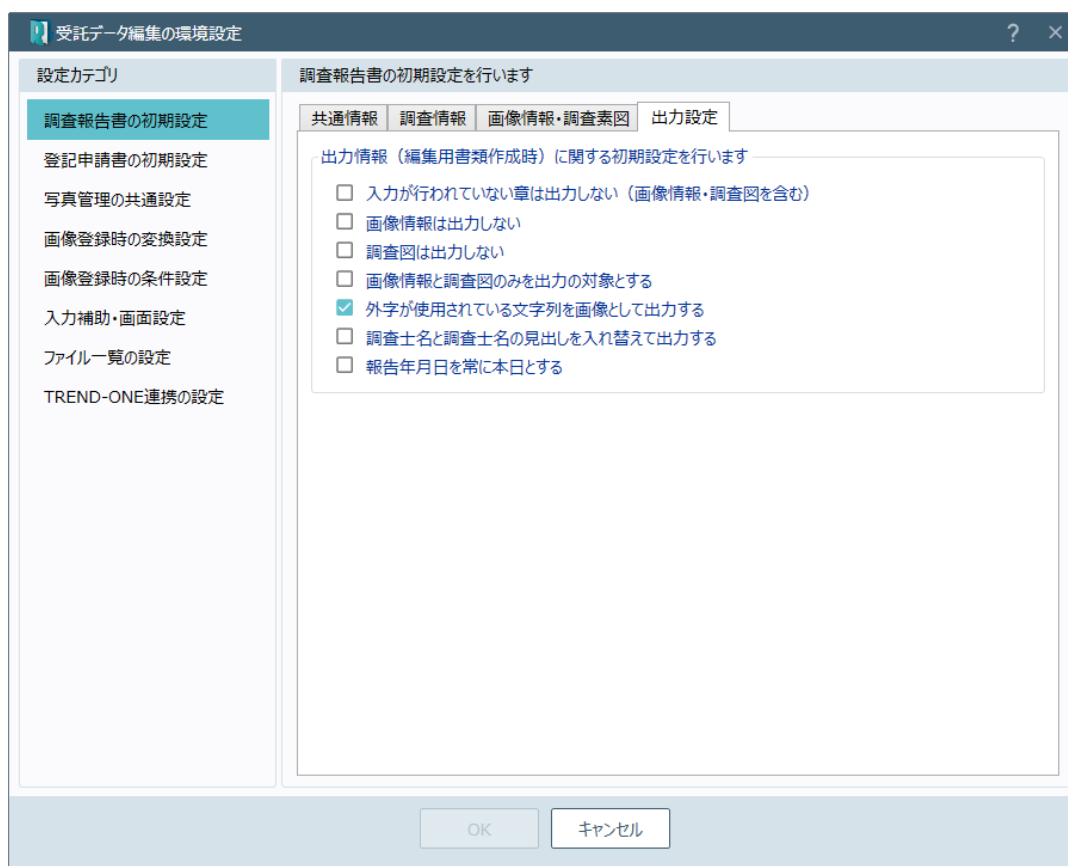 受託データ編集の環境設定
? ×
設定カテゴリ
調査報告書の初期設定
登記申請書の初期設定
写真管理の共通設定
画像登録時の変換設定
画像登録時の条件設定
入力補助・画面設定
ファイル一覧の設定
TREND-ONE連携の設定
調査報告書の初期設定を行います
共通情報 調査情報 画像情報・調査素図 出力設定
出力情報（編集用書類作成時）に関する初期設定を行います
入力が行われていない章は出力しない（画像情報・調査図を含む）
画像情報は出力しない
調査図は出力しない
画像情報と調査図のみを出力の対象とする
外字が使用されている文字列を画像として出力する
調査士名と調査士名の見出しを入れ替えて出力する
報告年月日を常に本日とする
OK キャンセル